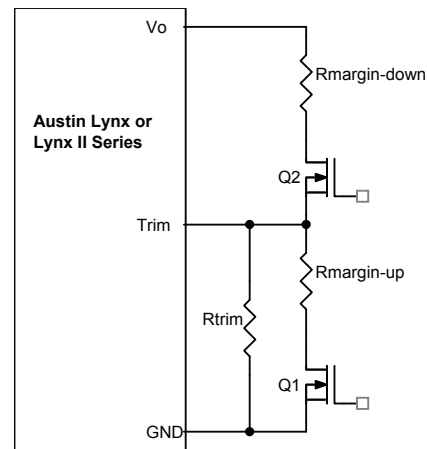 Vo
Rmargin-down
Austin Lynx or
Lynx II Series
Q2
Trim
Rmargin-up
Rtrim
Q1
GND